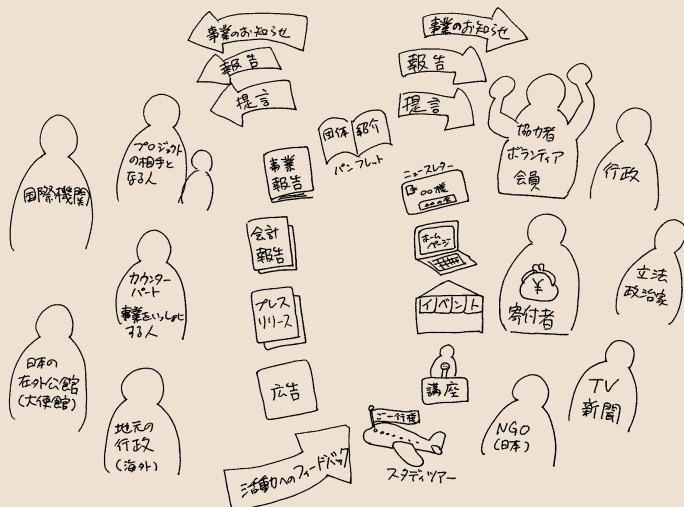 事業のお知らせ
報告
提言
事業のお知らせ
報告
提言
国際機関
プロジェクト
の相手と
なる人
カウンター
パート
事業をいっしょに
する人
日本の
在外公館
(大使館)
地元の
行政
(海外)
団体紹介
パンフレット
事業
報告
会計
報告
プレス
リリース
広告
活動へのフィードバック
ニュースレター
〇〇様
ホーム
ページ
イベント
講座
ご一行様
スタディツアー
協力者
ボランティア
会員
行政
¥
寄付者
立法
政治家
TV
新聞
NGO
(日本)